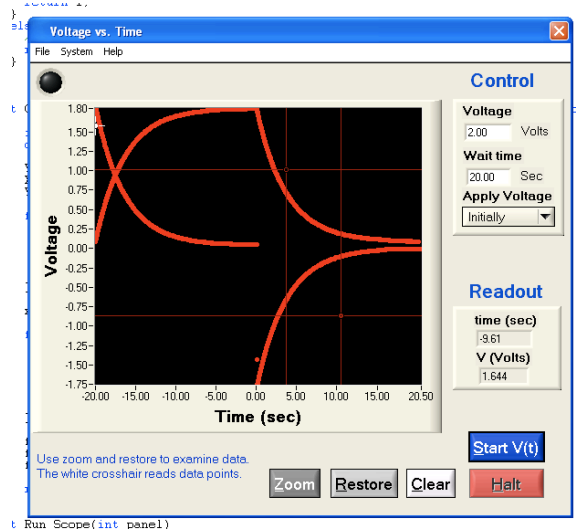 return 1;
}
els
Voltage vs. Time
File System Help
}
Control
Voltage
2.00 Volts
Wait time
20.00 Sec
Apply Voltage
Initially
Readout
time (sec)
-9.61
V (Volts)
1.644
Voltage
1.80
1.50
1.25
1.00
0.75
0.50
0.25
0.00
-0.25
-0.50
-0.75
-1.00
-1.25
-1.50
-1.75
-20.00 -15.00 -10.00 -5.00 0.00 5.00 10.00 15.00 20.50
Time (sec)
Use zoom and restore to examine data.
The white crosshair reads data points.
Start V(t)
Zoom Restore Clear Halt
t Run_Scope(int panel)